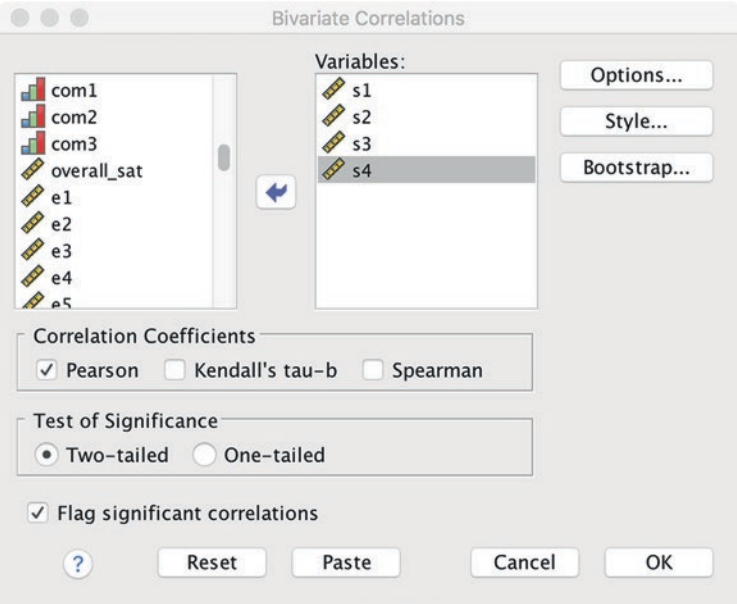 Bivariate Correlations
com1
com2
com3
overall_sat
e1
e2
e3
e4
e5
Variables:
s1
s2
s3
s4
Options...
Style...
Bootstrap...
Correlation Coefficients
Pearson Kendall's tau-b Spearman
Test of Significance
Two-tailed One-tailed
Flag significant correlations
? Reset Paste Cancel OK